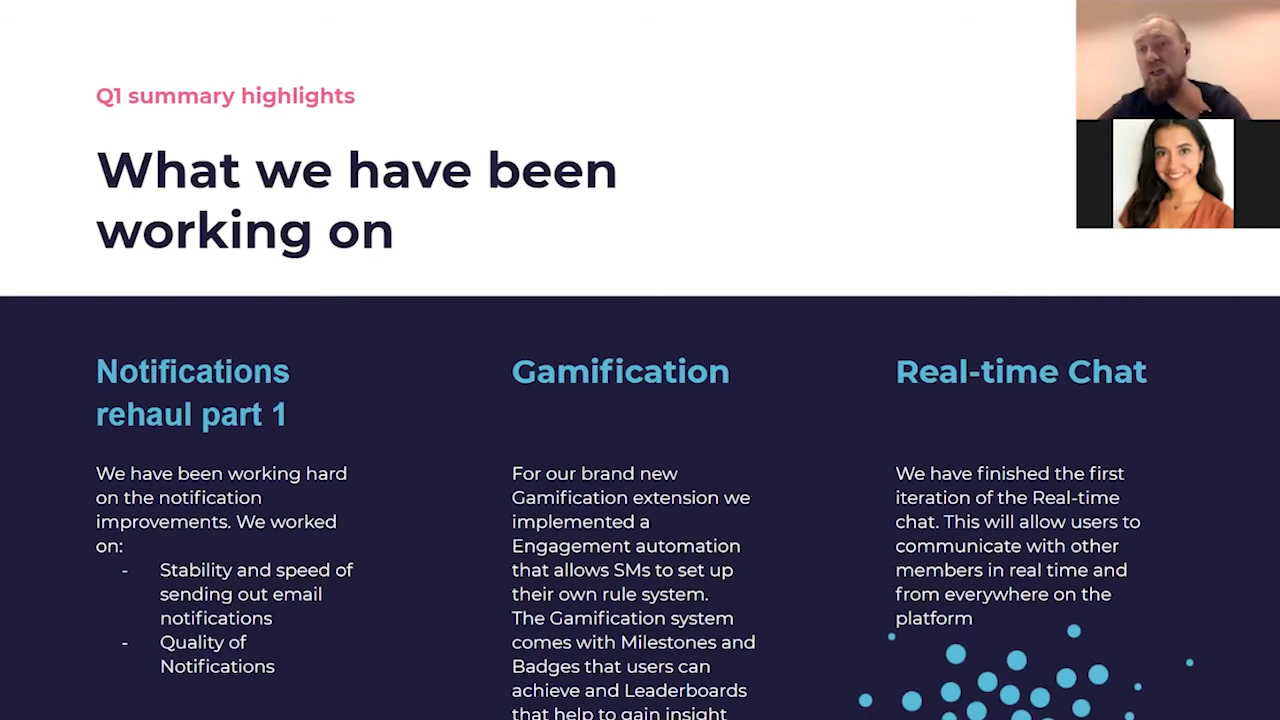 Q1 summary highlights
What we have been
working on
Notifications
rehaul part 1
We have been working hard
on the notification
improvements. We worked
on:
- Stability and speed of
sending out email
notifications
- Quality of
Notifications
Gamification
For our brand new
Gamification extension we
implemented a
Engagement automation
that allows SMs to set up
their own rule system.
The Gamification system
comes with Milestones and
Badges that users can
achieve and Leaderboards
that help to gain insight
Real-time Chat
We have finished the first
iteration of the Real-time
chat. This will allow users to
communicate with other
members in real time and
from everywhere on the
platform